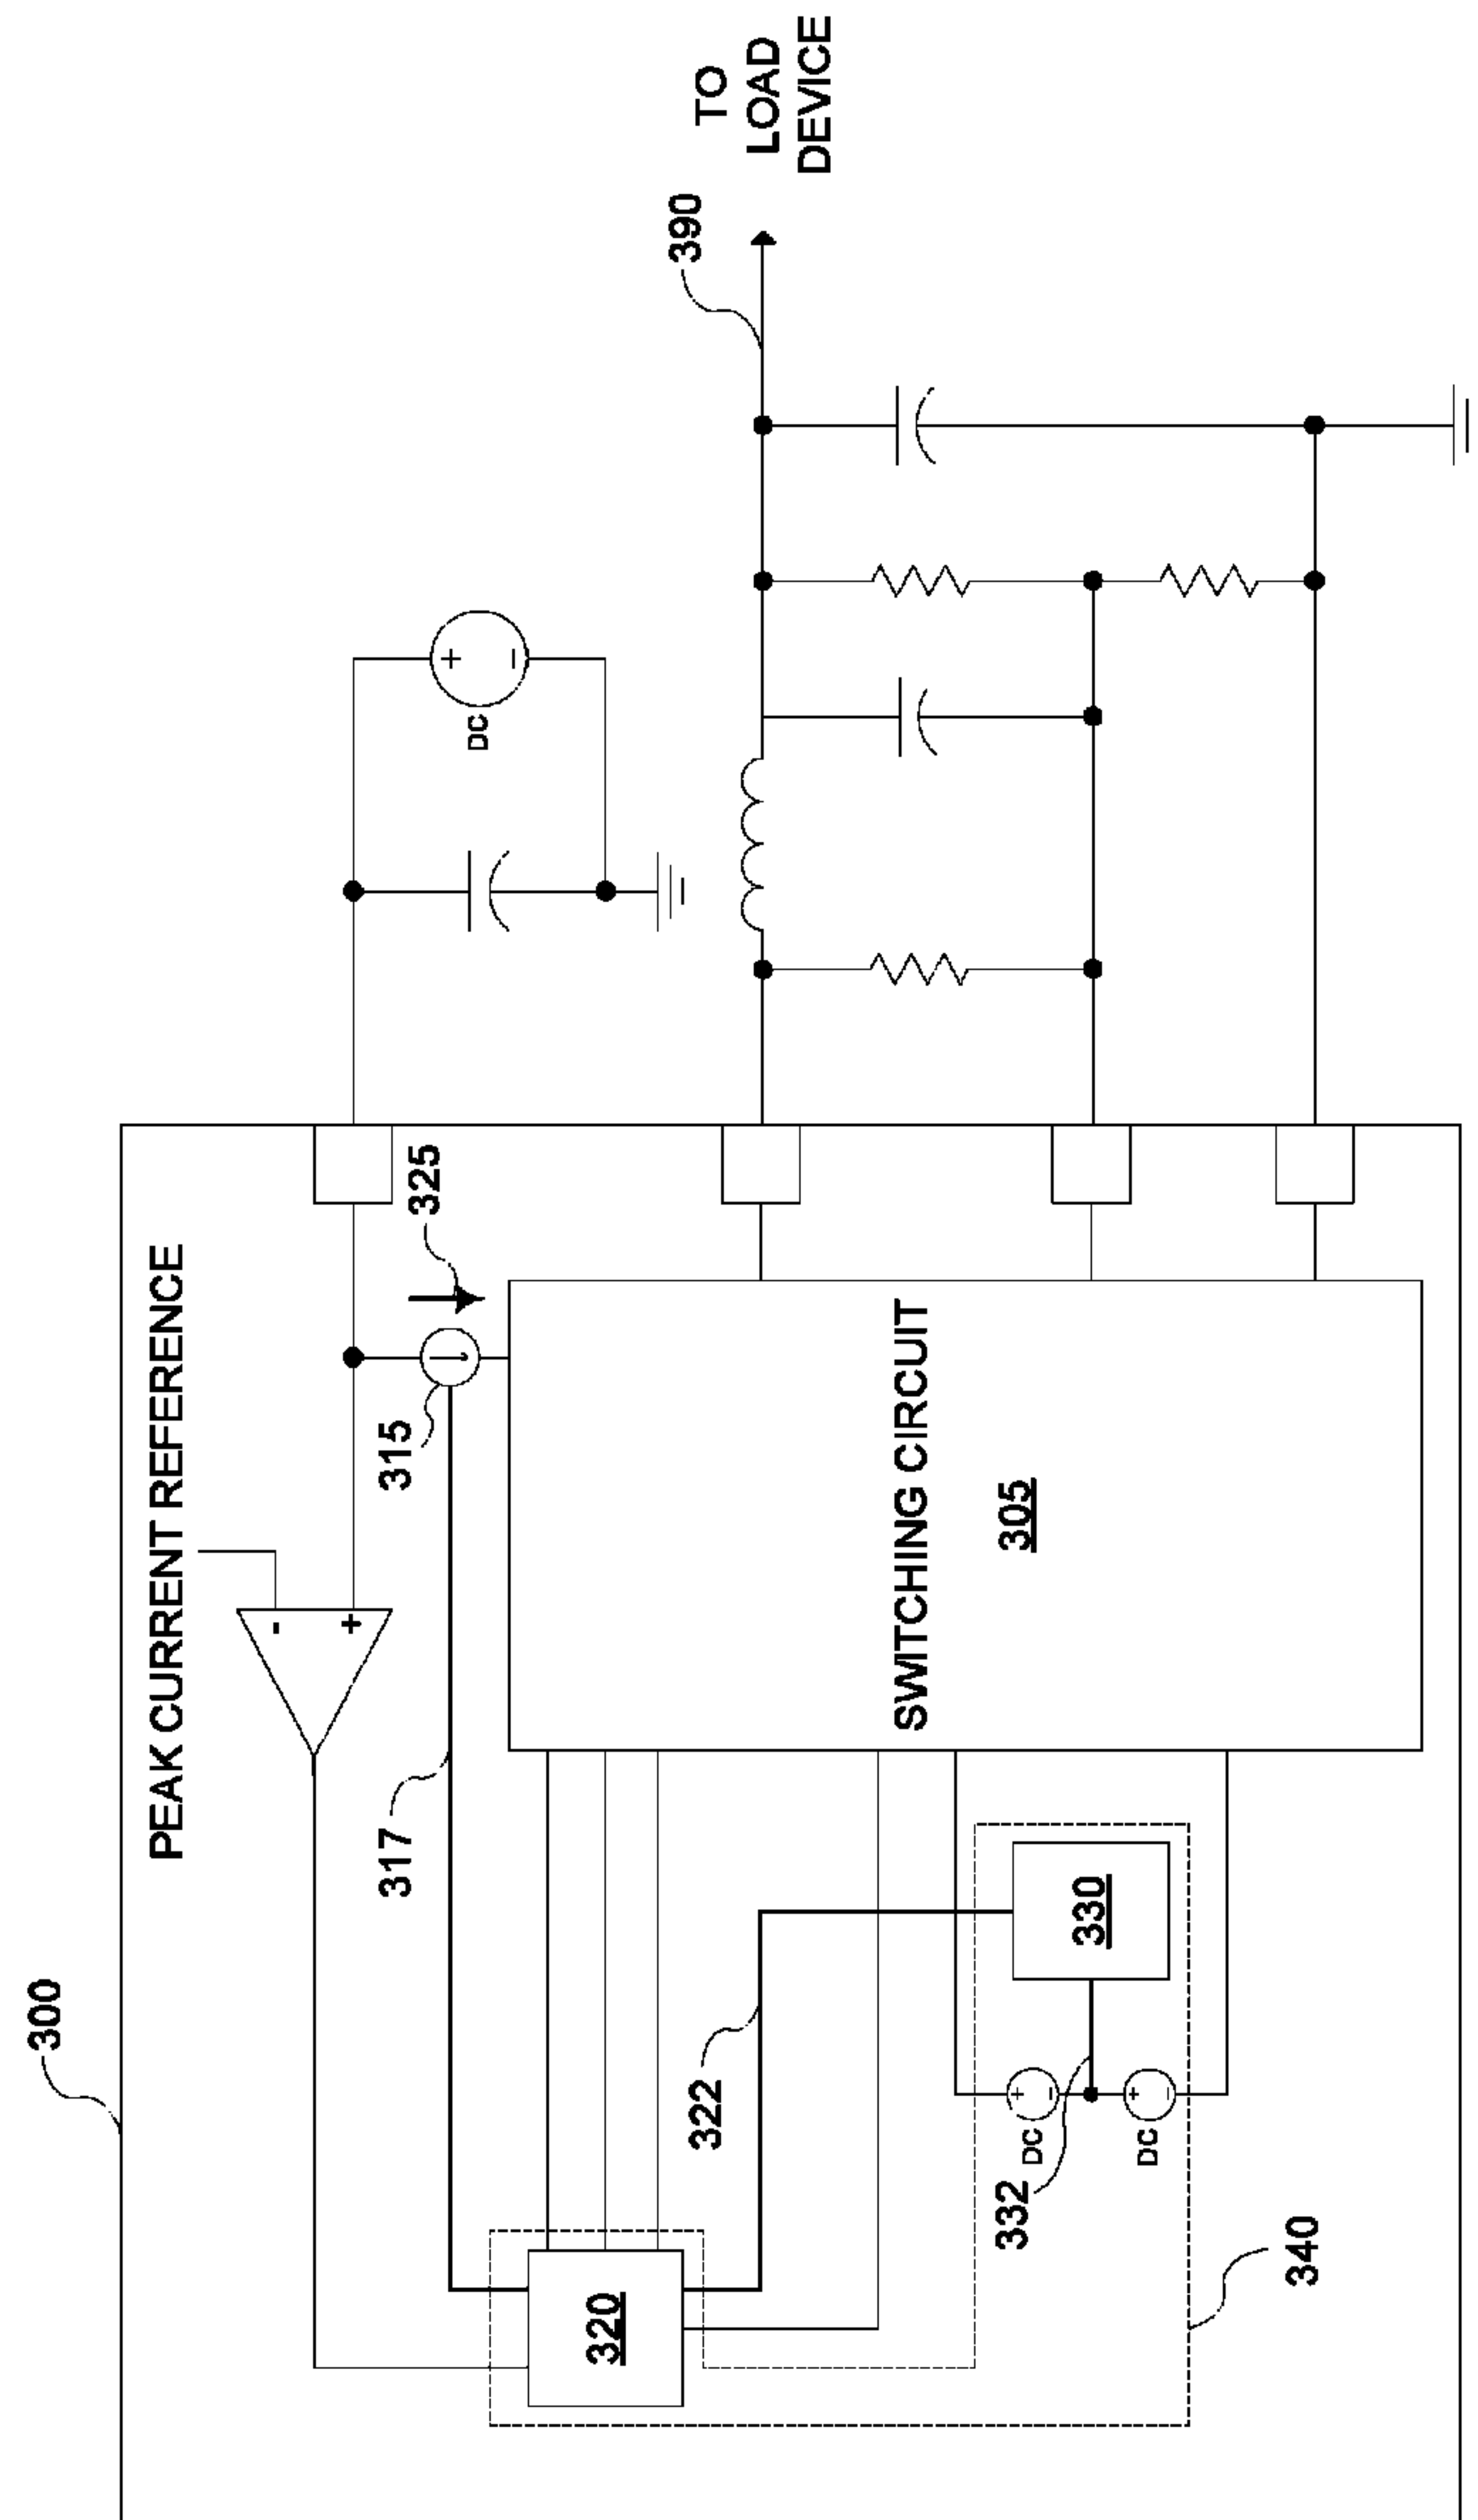 300
PEAK CURRENT REFERENCE
-
+
317
315
325
320
322
SWITCHING CIRCUIT
305
330
332
DC
+
-
DC
+
-
340
DC
+
-
390
TO
LOAD
DEVICE